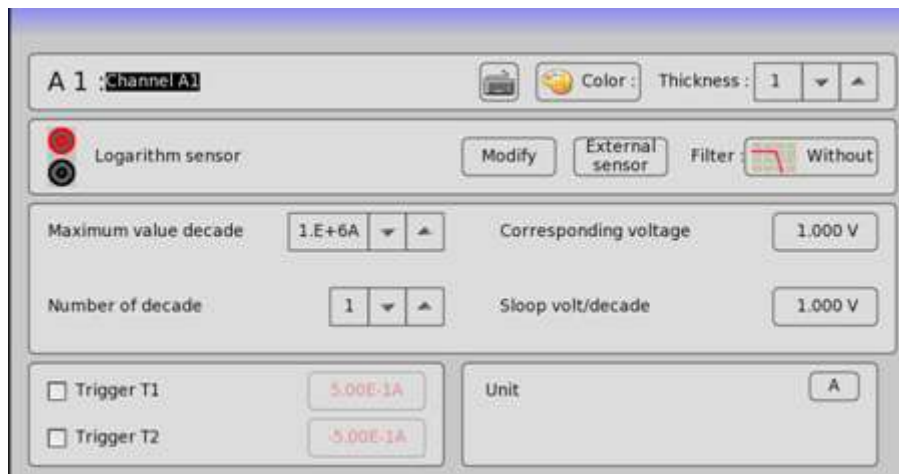 A 1 :Channel A1 Color : Thickness : 1
Logarithm sensor Modify External sensor Filter : Without
Maximum value decade 1.E+6A Corresponding voltage 1.000 V
Number of decade 1 Sloop volt/decade 1.000 V
Trigger T1 5.00E-1A Unit A
Trigger T2 -5.00E-1A